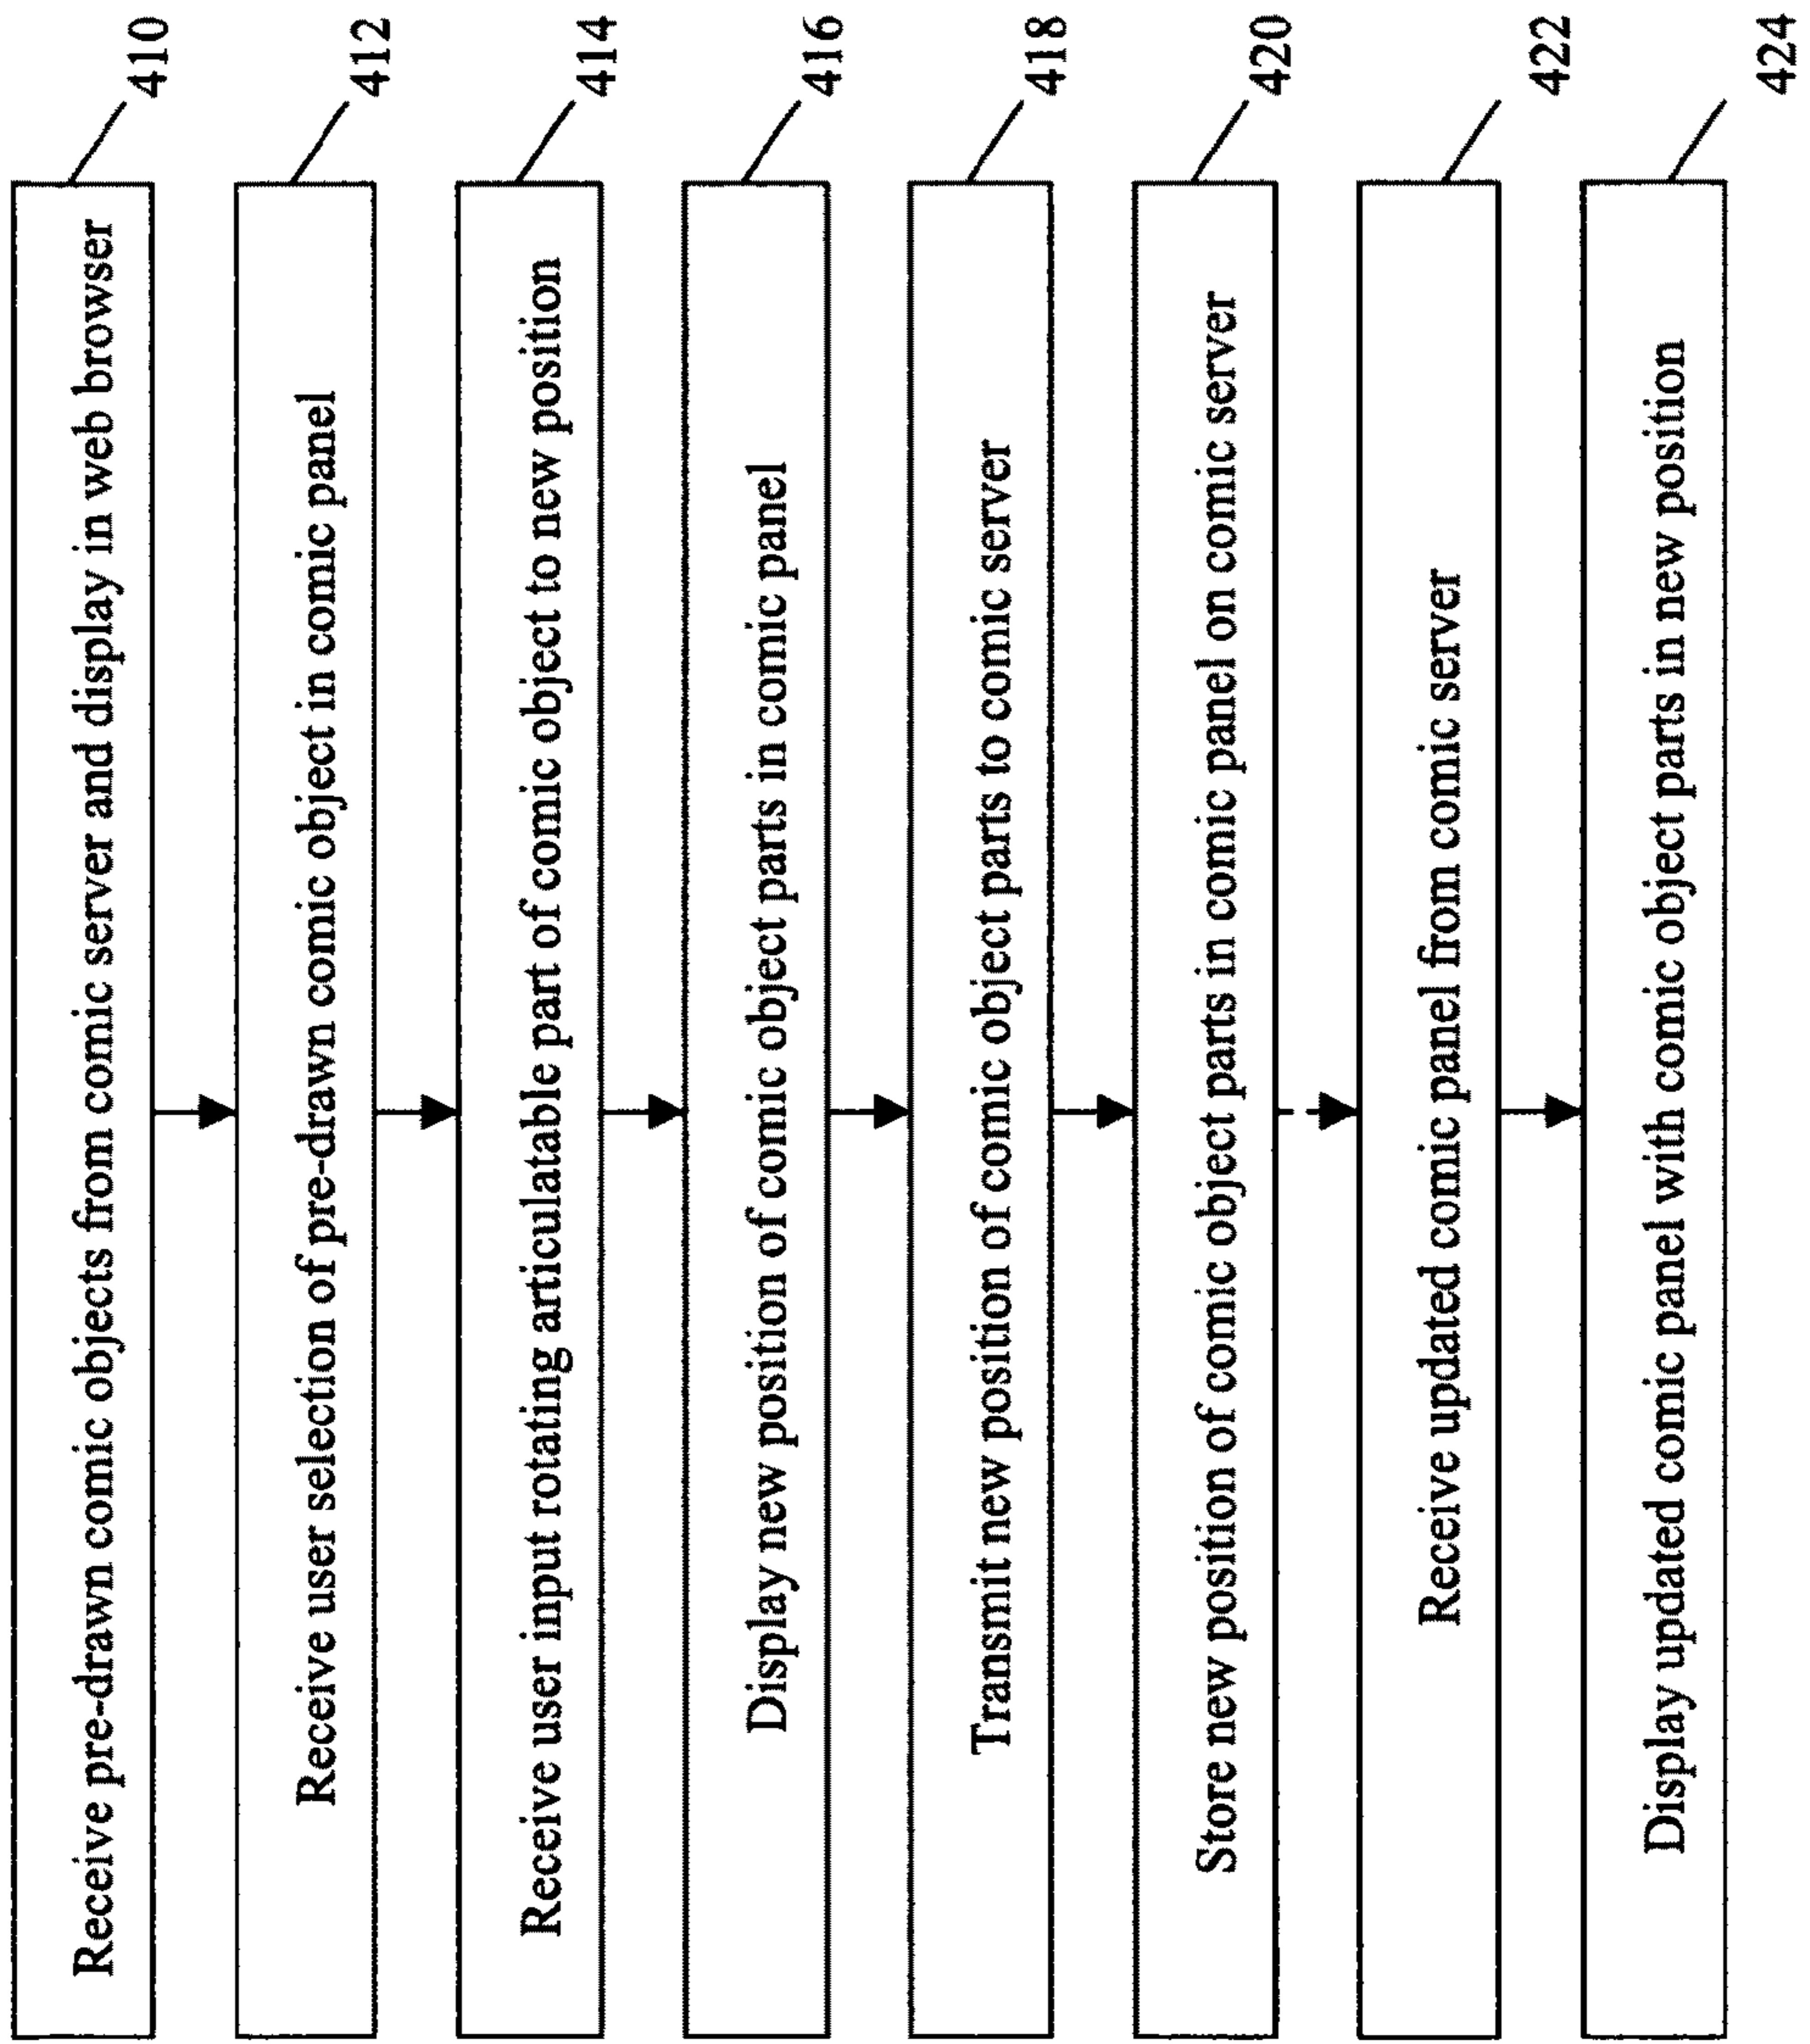 Receive pre-drawn comic objects from comic server and display in web browser
410
Receive user selection of pre-drawn comic object in comic panel
412
Receive user input rotating articulatable part of comic object to new position
414
Display new position of comic object parts in comic panel
416
Transmit new position of comic object parts to comic server
418
Store new position of comic object parts in comic panel on comic server
420
Receive updated comic panel from comic server
422
Display updated comic panel with comic object parts in new position
424